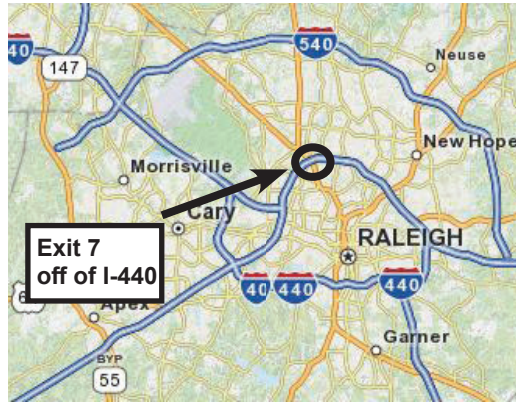 40
540
Neuse
147
New Hope
Morrisville
Cary
Exit 7
off of I-440
RALEIGH
40
440
440
Apex
Garner
BYP
55